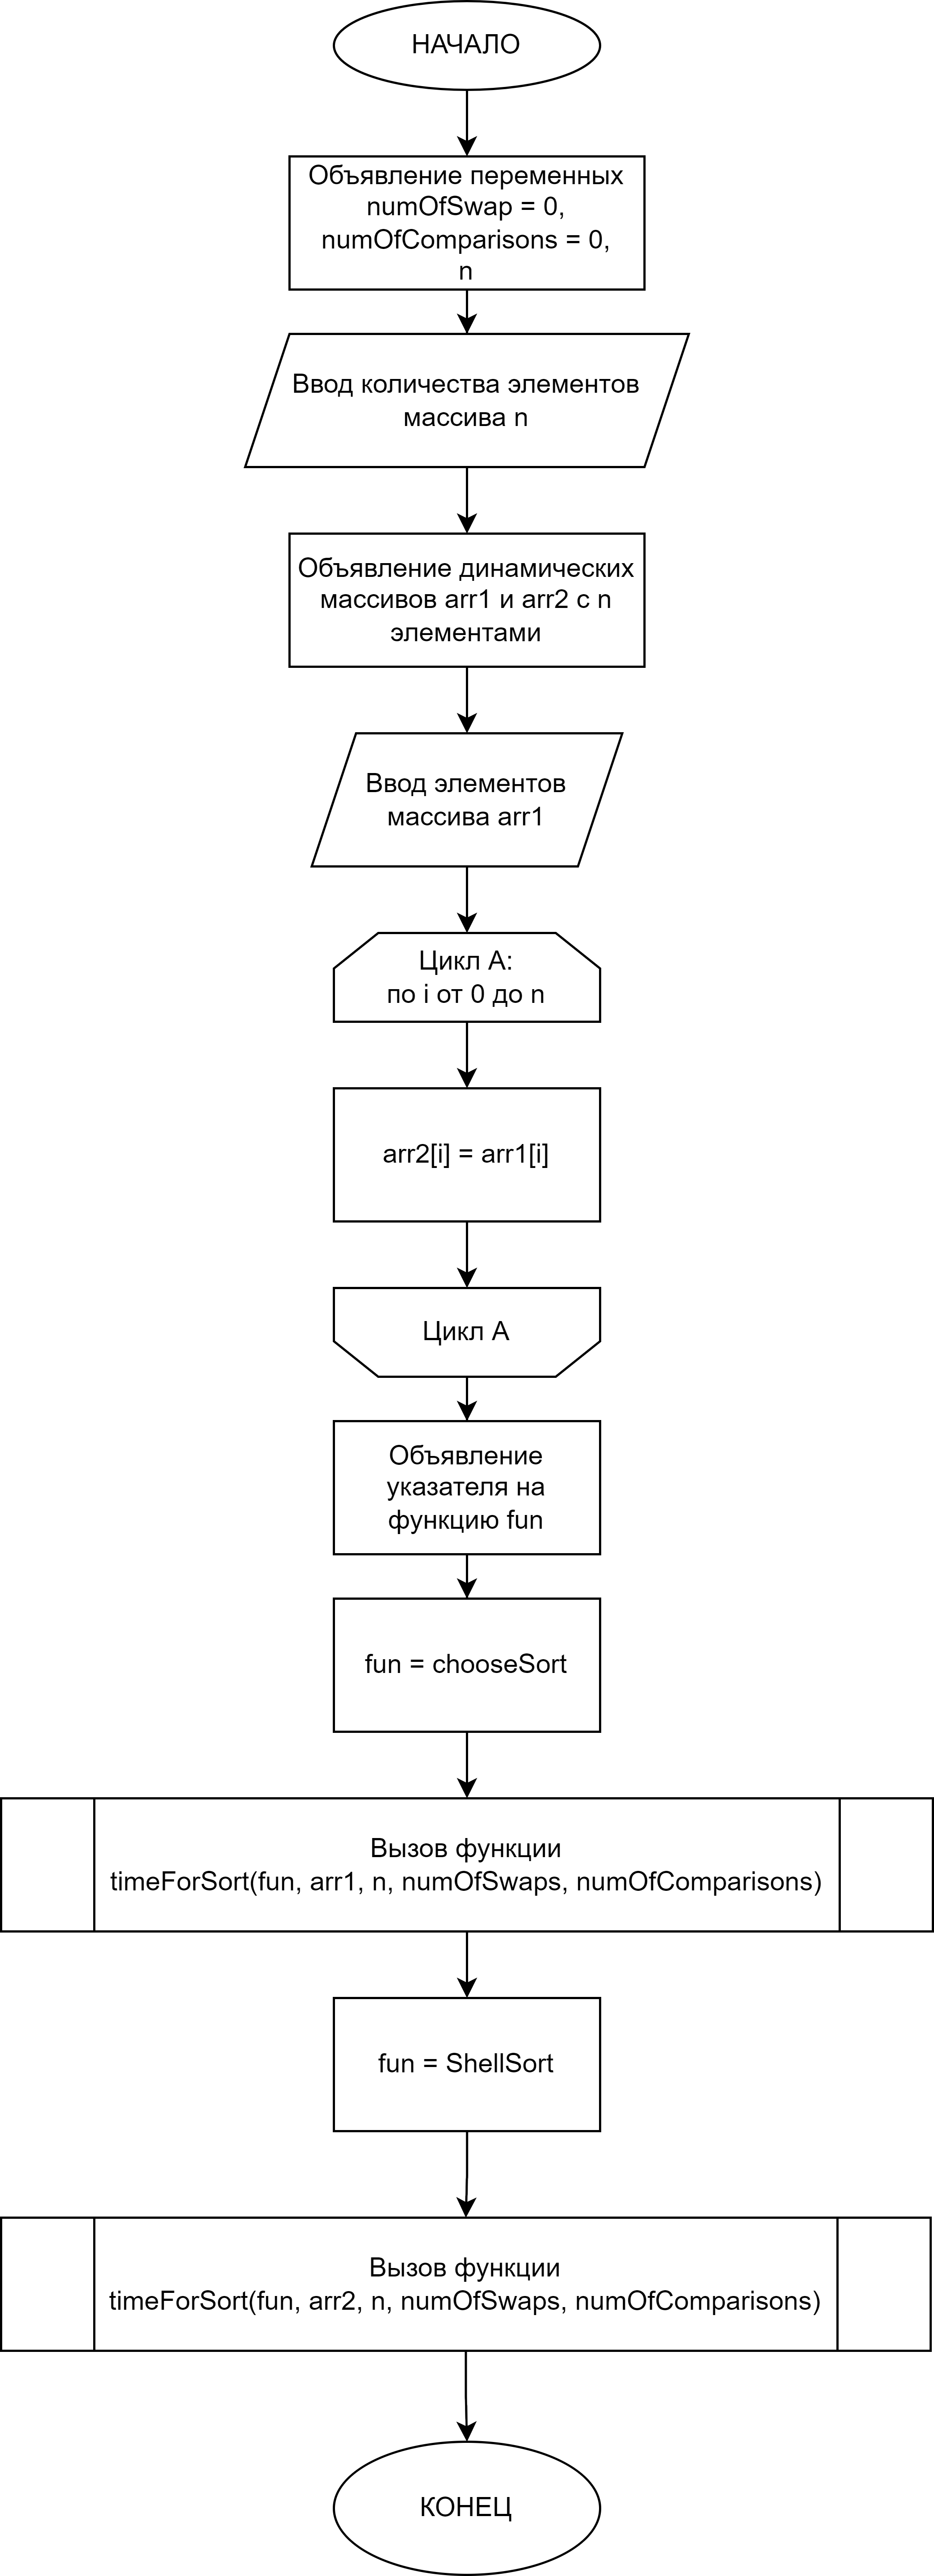 НАЧАЛО
Объявление переменных
numOfSwap = 0,
numOfComparisons = 0,
n
Ввод количества элементов
массива n
Объявление динамических
массивов arr1 и arr2 с n
элементами
Ввод элементов
массива arr1
Цикл А:
по i от 0 до n
arr2[i] = arr1[i]
Цикл А
Объявление
указателя на
функцию fun
fun = chooseSort
Вызов функции
timeForSort(fun, arr1, n, numOfSwaps, numOfComparisons)
fun = ShellSort
Вызов функции
timeForSort(fun, arr2, n, numOfSwaps, numOfComparisons)
КОНЕЦ